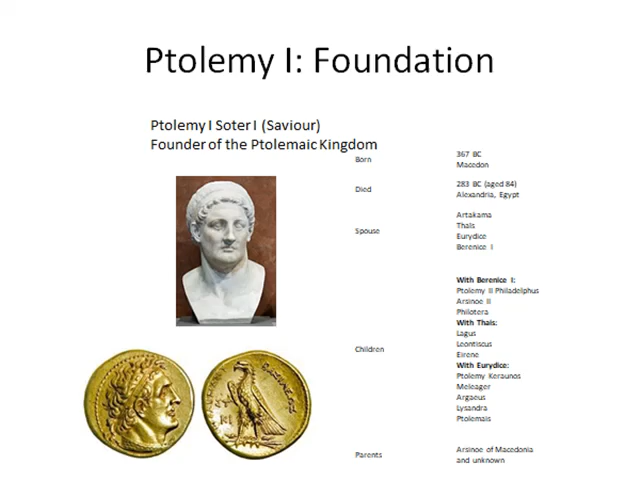 Ptolemy I: Foundation
Ptolemy I Soter I (Saviour)
Founder of the Ptolemaic Kingdom
Born
367 BC
Macedon
Died
283 BC (aged 84)
Alexandria, Egypt
Spouse
Artakama
Thaïs
Eurydice
Berenice I
Children
With Berenice I:
Ptolemy II Philadelphus
Arsinoe II
Philotera
With Thaïs:
Lagus
Leontiscus
Eirene
With Eurydice:
Ptolemy Keraunos
Meleager
Argaeus
Lysandra
Ptolemais
Parents
Arsinoe of Macedonia
and unknown